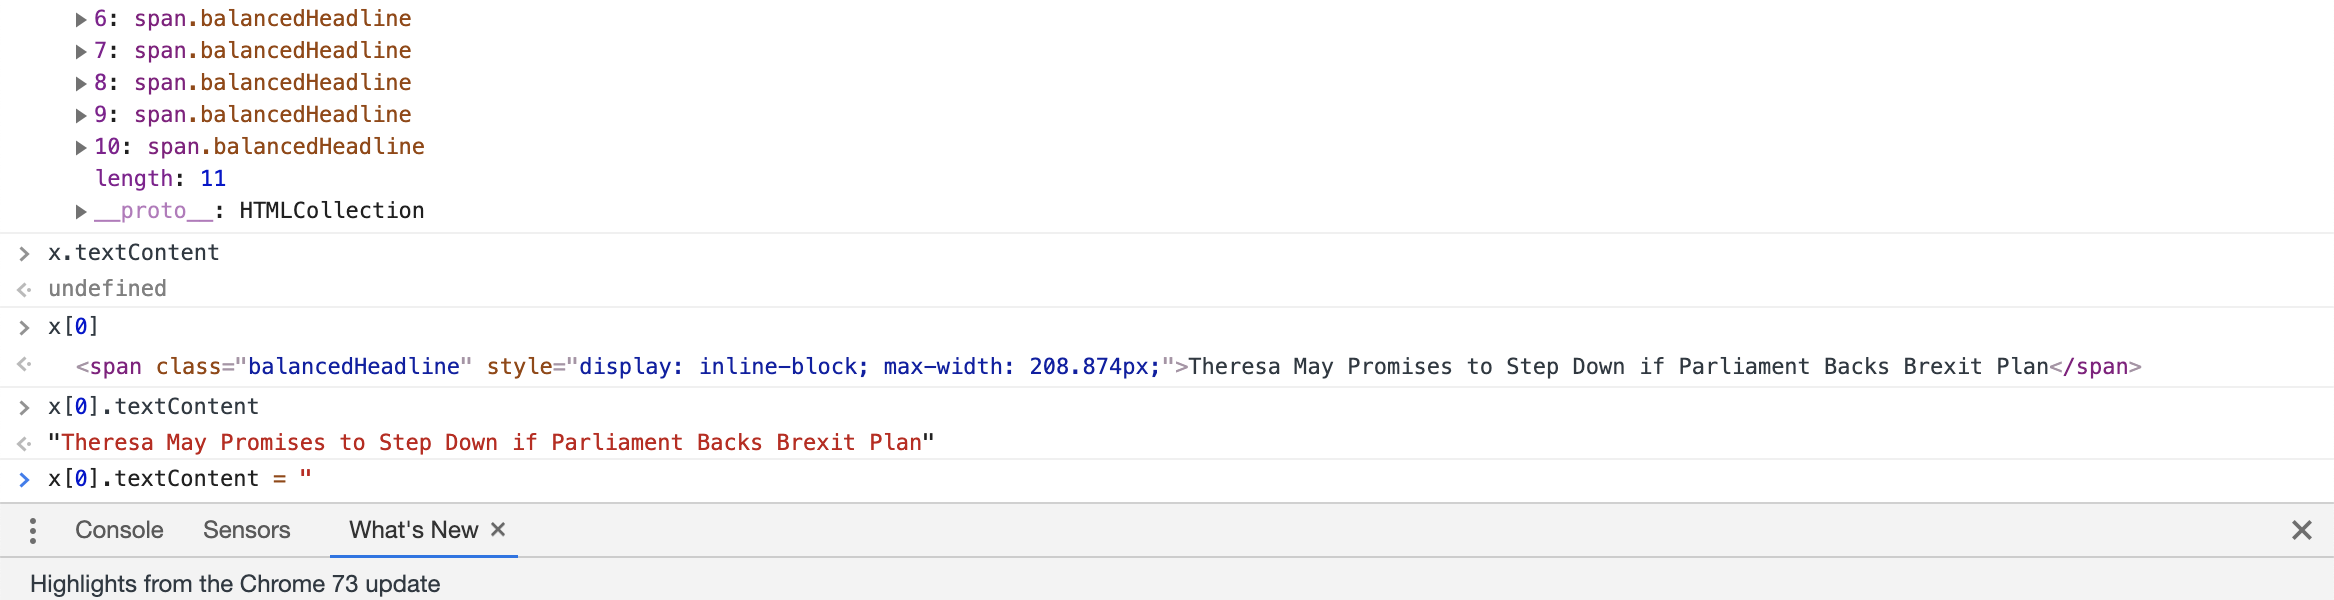 6: span.balancedHeadline
7: span.balancedHeadline
8: span.balancedHeadline
9: span.balancedHeadline
10: span.balancedHeadline
length: 11
__proto__: HTMLCollection
x.textContent
undefined
x[0]
<span class="balancedHeadline" style="display: inline-block; max-width: 208.874px;">Theresa May Promises to Step Down if Parliament Backs Brexit Plan</span>
x[0].textContent
"Theresa May Promises to Step Down if Parliament Backs Brexit Plan"
x[0].textContent = "
Console Sensors What's New
Highlights from the Chrome 73 update